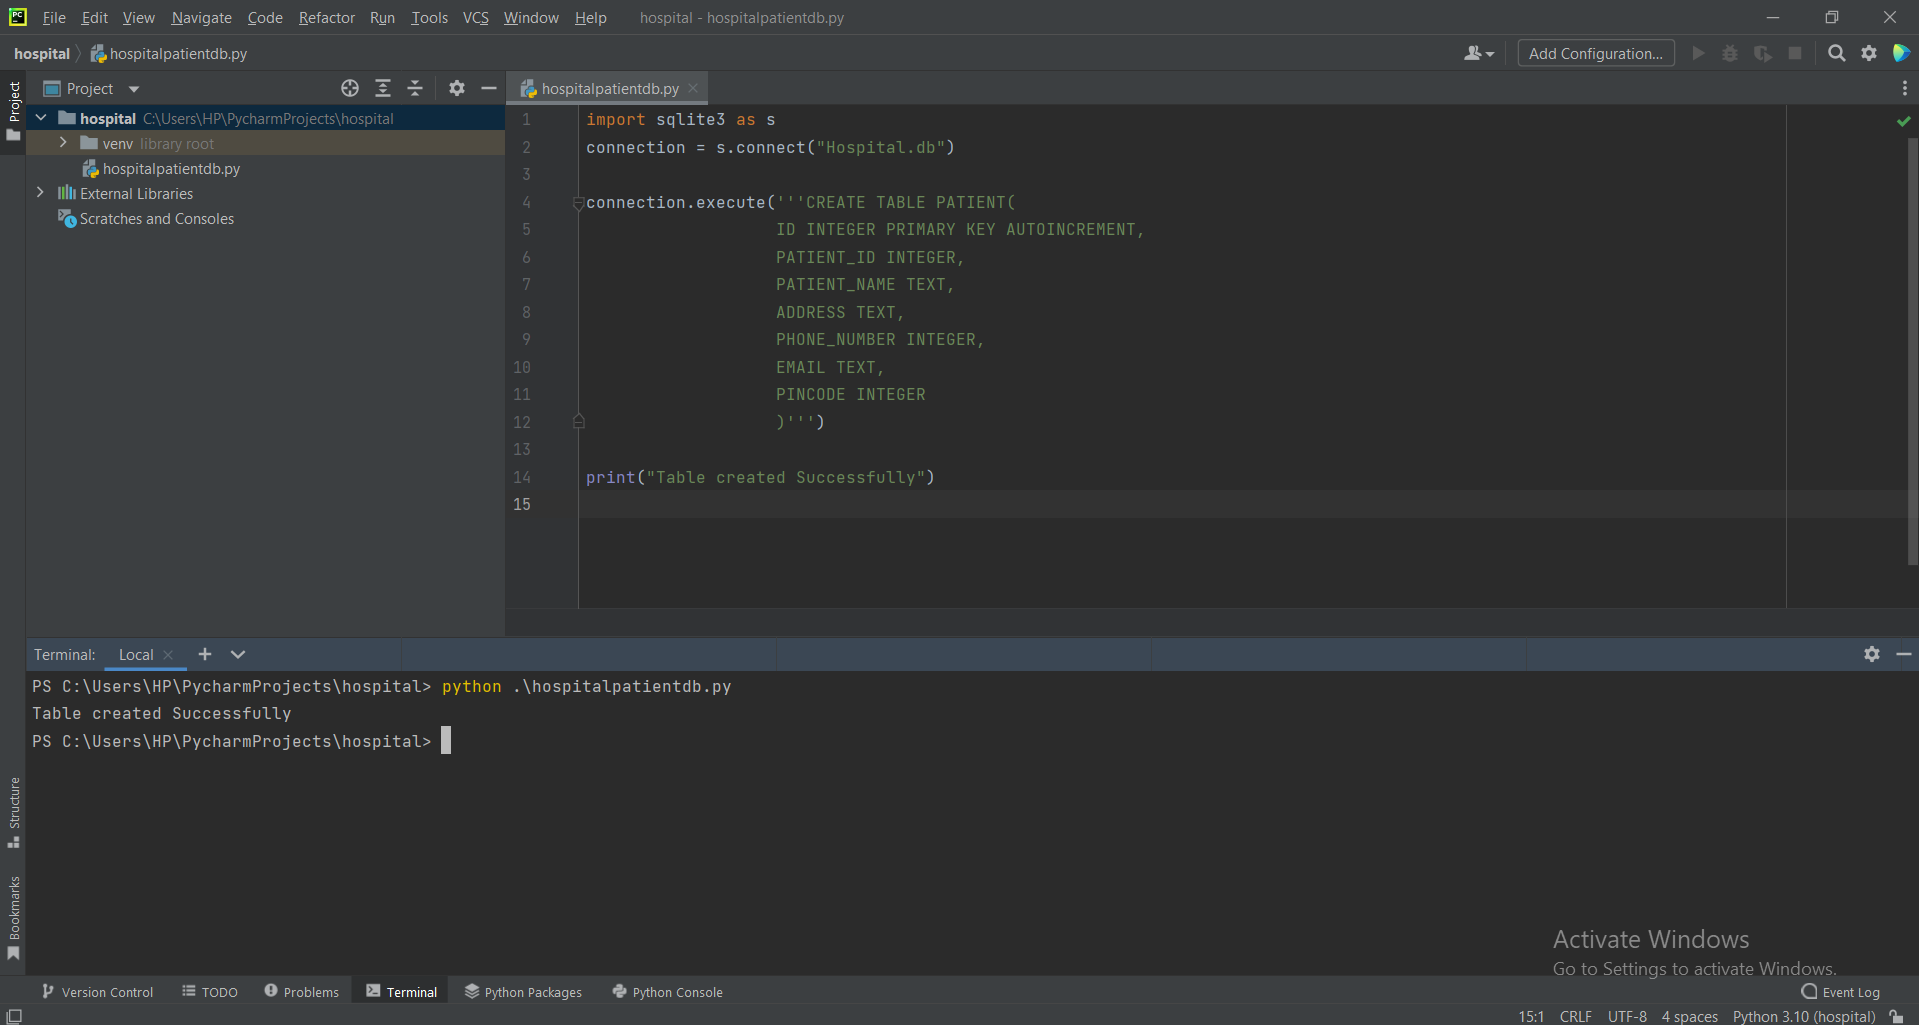 PC File Edit View Navigate Code Refactor Run Tools VCS Window Help hospital - hospitalpatientdb.py
hospital hospitalpatientdb.py Add Configuration...
Project
Project hospitalpatientdb.py
hospital C:\Users\HP\PycharmProjects\hospital
venv library root
hospitalpatientdb.py
External Libraries
Scratches and Consoles
1 import sqlite3 as s
2 connection = s.connect("Hospital.db")
3
4 connection.execute('''CREATE TABLE PATIENT(
5 ID INTEGER PRIMARY KEY AUTOINCREMENT,
6 PATIENT_ID INTEGER,
7 PATIENT_NAME TEXT,
8 ADDRESS TEXT,
9 PHONE_NUMBER INTEGER,
10 EMAIL TEXT,
11 PINCODE INTEGER
12 )''')
13
14 print("Table created Successfully")
15
Terminal: Local
PS C:\Users\HP\PycharmProjects\hospital> python .\hospitalpatientdb.py
Table created Successfully
PS C:\Users\HP\PycharmProjects\hospital>
Structure
Bookmarks
Activate Windows
Go to Settings to activate Windows.
Version Control TODO Problems Terminal Python Packages Python Console Event Log
15:1 CRLF UTF-8 4 spaces Python 3.10 (hospital)